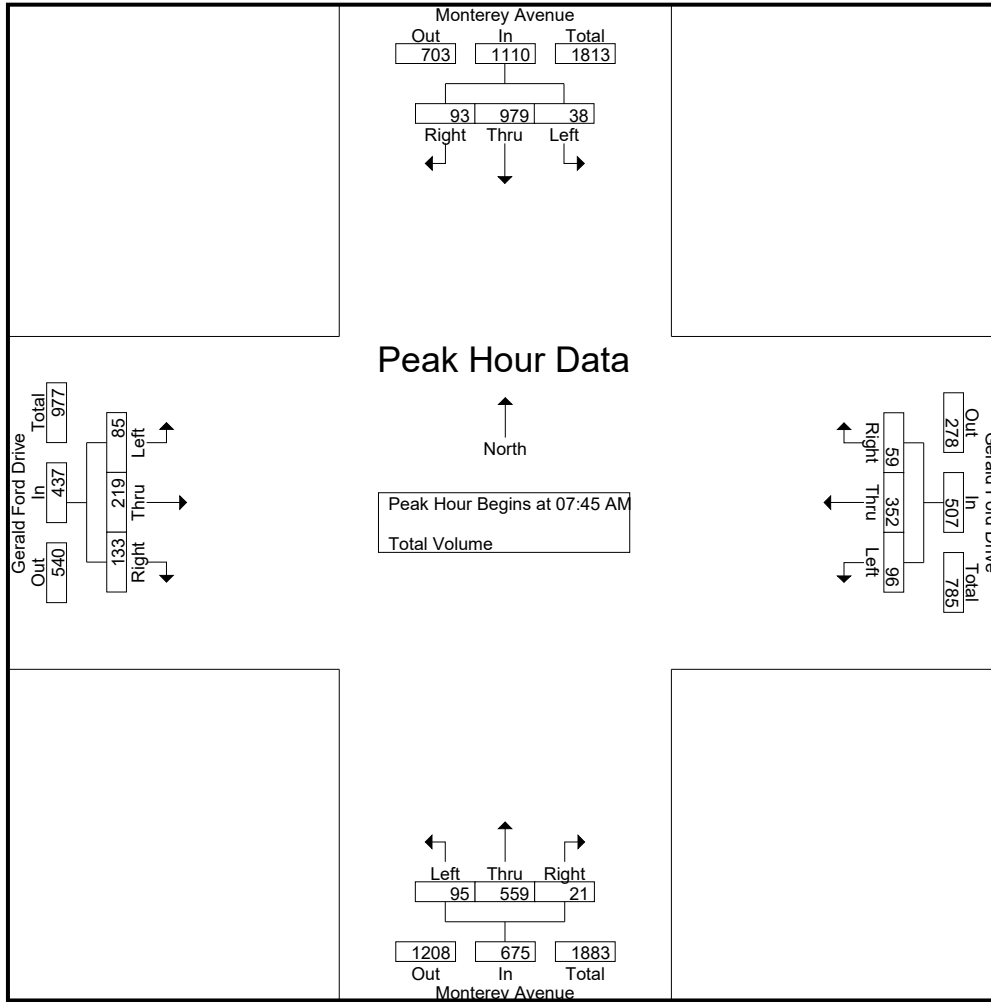 Monterey Avenue
Out In Total
703 1110 1813
93 979 38
Right Thru Left
Peak Hour Data
North
Peak Hour Begins at 07:45 AM
Total Volume
Gerald Ford Drive
Out In Total
540 437 977
133 219 85
Right Thru Left
Gerald Ford Drive
Out In Total
278 507 785
59 352 96
Right Thru Left
Left Thru Right
95 559 21
1208 675 1883
Out In Total
Monterey Avenue